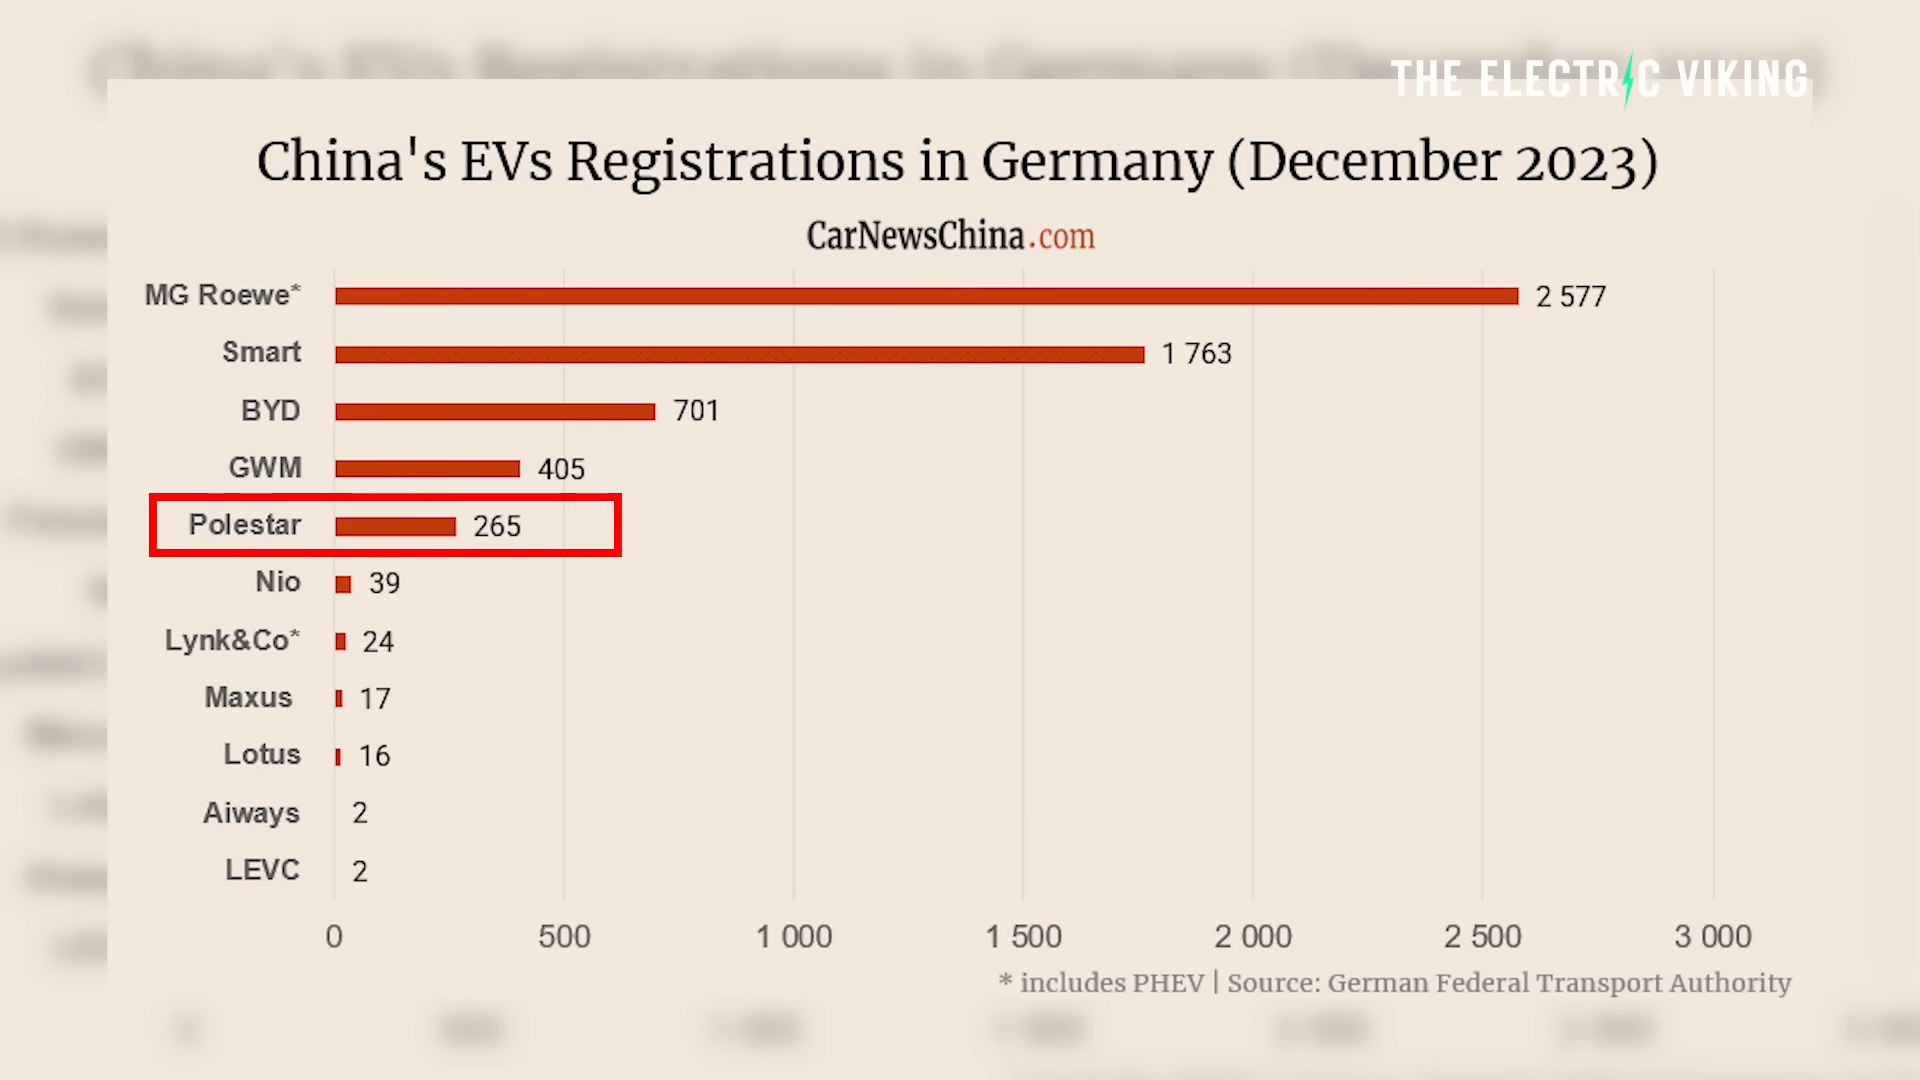 THE ELECTRIC VIKING
China's EVs Registrations in Germany (December 2023)
CarNewsChina.com
MG Roewe* 2 577
Smart 1 763
BYD 701
GWM 405
Polestar 265
Nio 39
Lynk&Co* 24
Maxus 17
Lotus 16
Aiways 2
LEVC 2
0 500 1 000 1 500 2 000 2 500 3 000
* includes PHEV | Source: German Federal Transport Authority